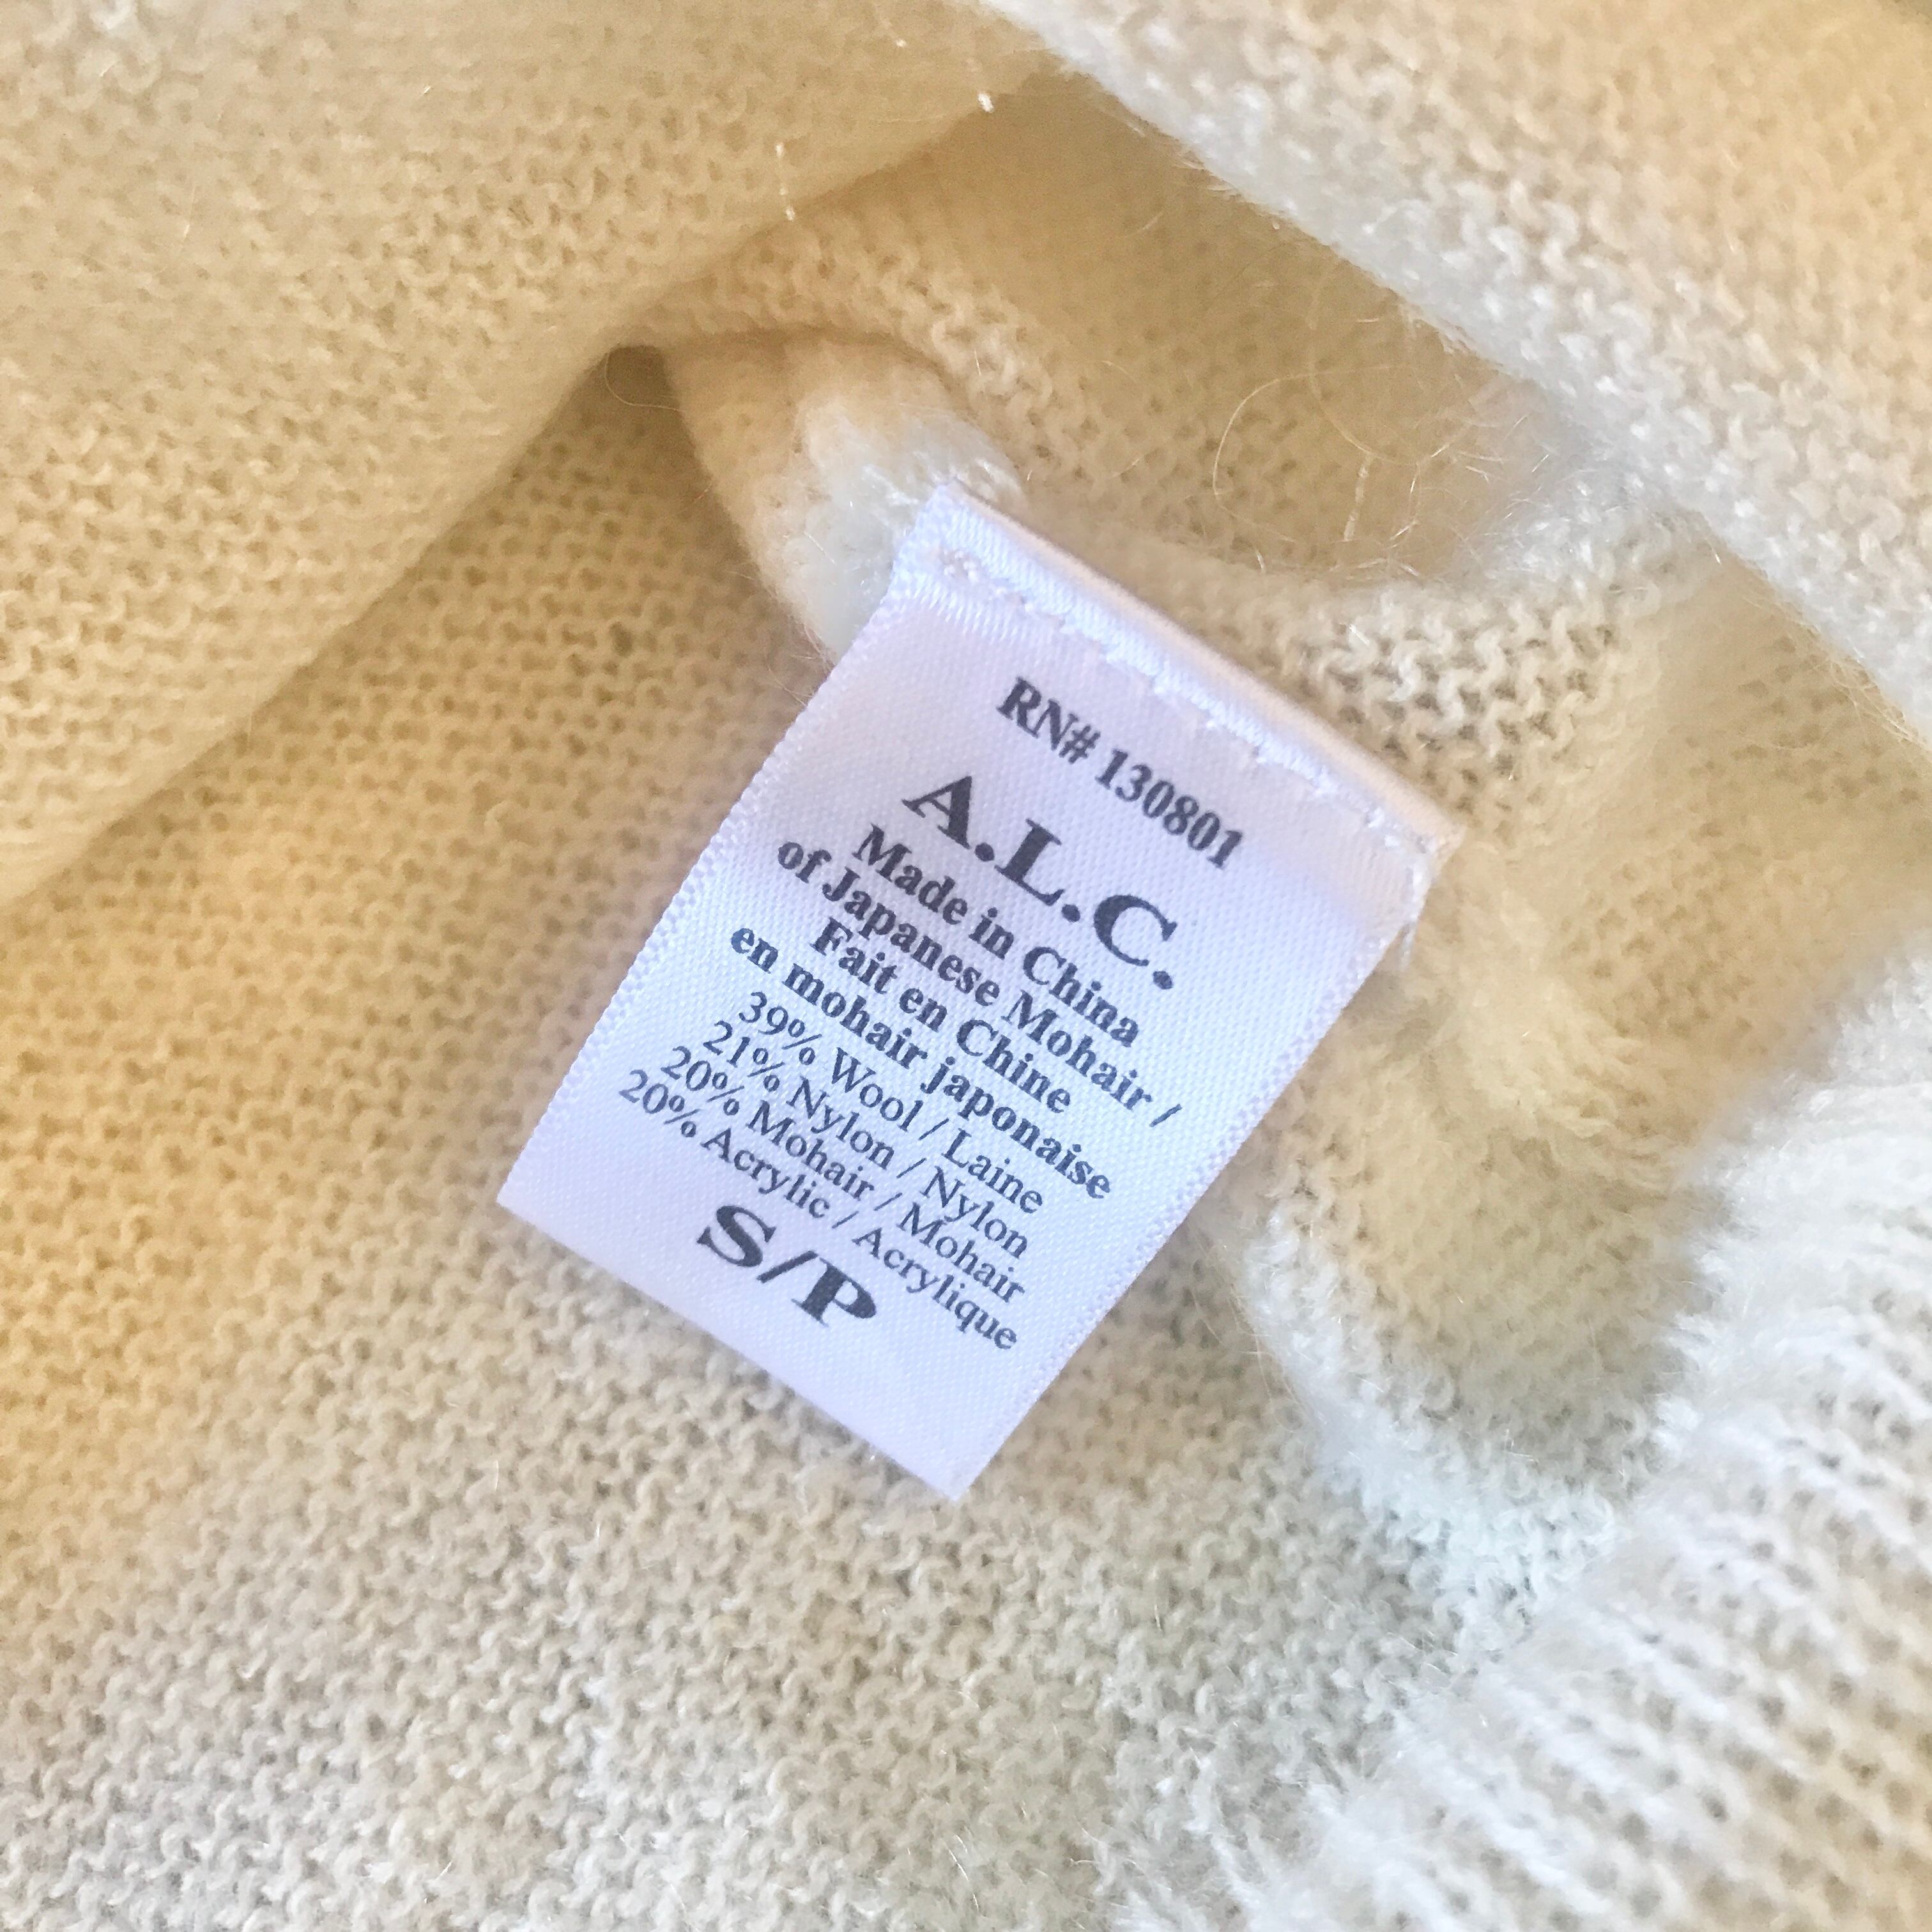 RN# 130801
A.L.C.
Made in China
of Japanese Mohair /
Fait en Chine
en mohair japonaise
39% Wool / Laine
21% Nylon / Nylon
20% Mohair / Mohair
20% Acrylic / Acrylique
S/P